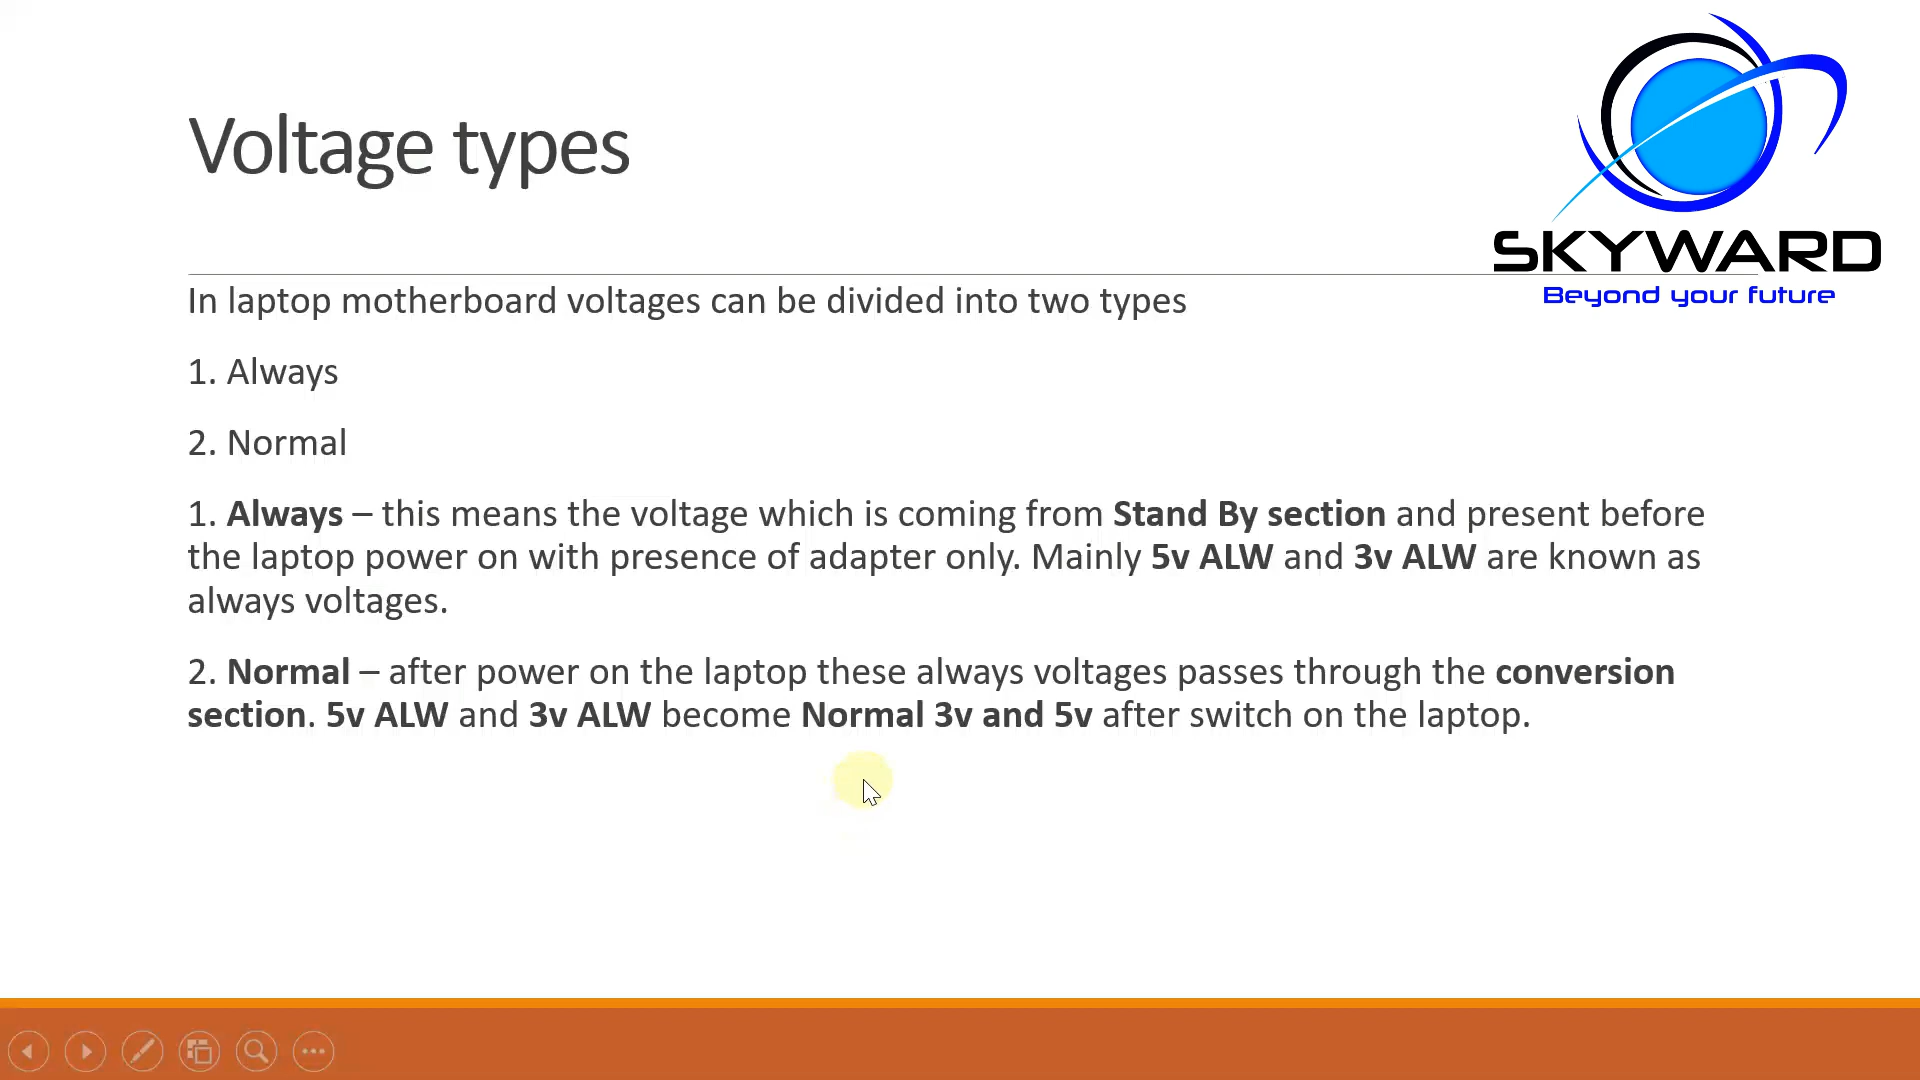 Voltage types
SKYWARD
Beyond your future
In laptop motherboard voltages can be divided into two types
1. Always
2. Normal
1. Always – this means the voltage which is coming from Stand By section and present before
the laptop power on with presence of adapter only. Mainly 5v ALW and 3v ALW are known as
always voltages.
2. Normal – after power on the laptop these always voltages passes through the conversion
section. 5v ALW and 3v ALW become Normal 3v and 5v after switch on the laptop.